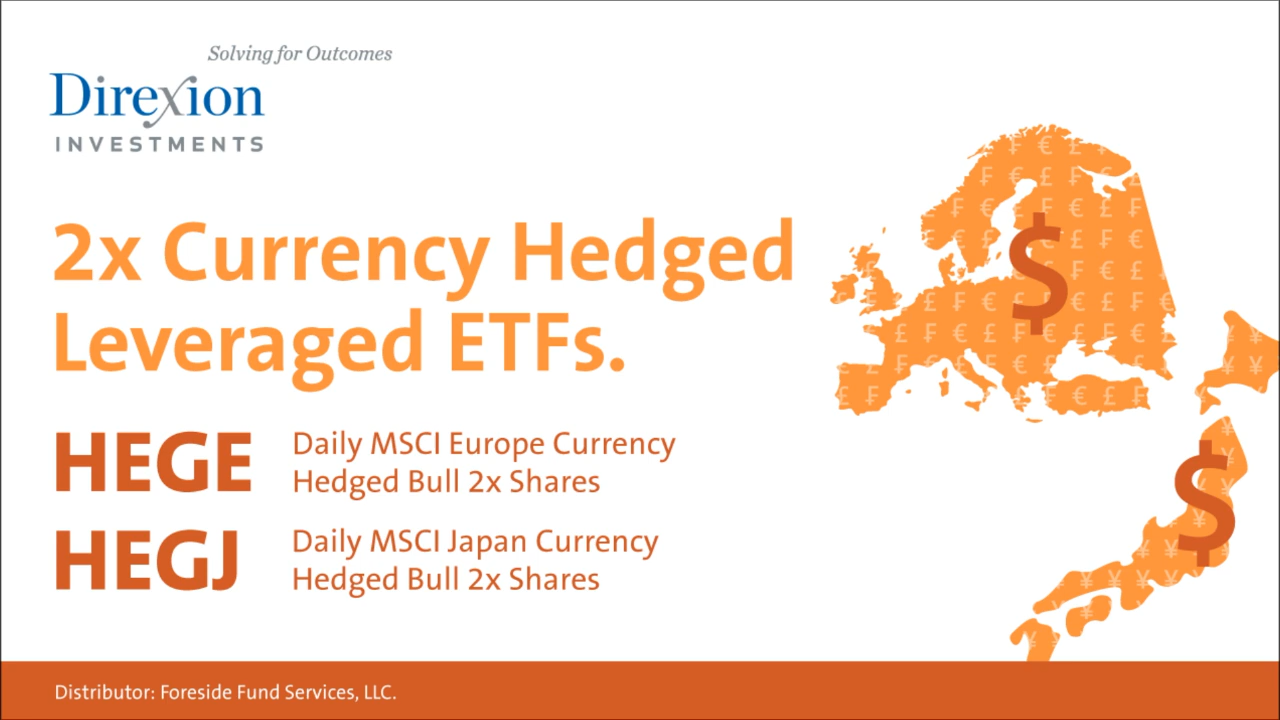 Solving for Outcomes
Direxion
INVESTMENTS
2x Currency Hedged
Leveraged ETFs.
HEGE
Daily MSCI Europe Currency
Hedged Bull 2x Shares
HEGJ
Daily MSCI Japan Currency
Hedged Bull 2x Shares
$
$
Distributor: Foreside Fund Services, LLC.